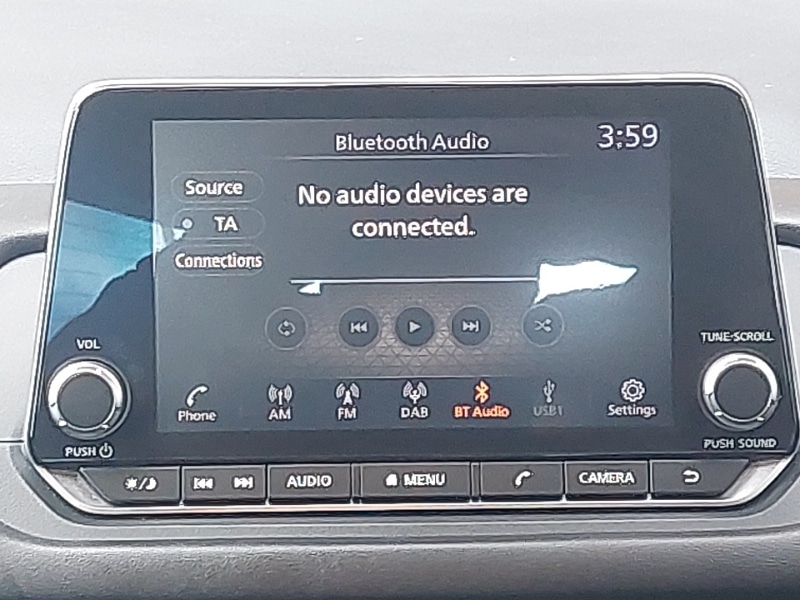 Bluetooth Audio
3:59
Source
No audio devices are
TA
connected.
Connections
VOL
TUNE·SCROLL
Phone
AM
FM
DAB
BT Audio
USB1
Settings
PUSH
PUSH SOUND
AUDIO
MENU
CAMERA